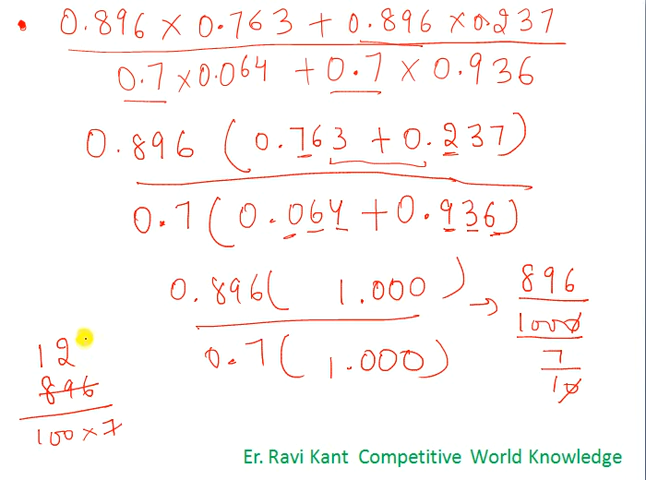 • 0.896 × 0.763 + 0.896 × 0.237
0.7 × 0.064 + 0.7 × 0.936
0.896 ( 0.763 + 0.237)
0.7 ( 0.064 + 0.936 )
0.896( 1.000 ) → 896
1000
0.7 ( 1.000 ) 7
10
12
896
100 × 7
Er. Ravi Kant Competitive World Knowledge